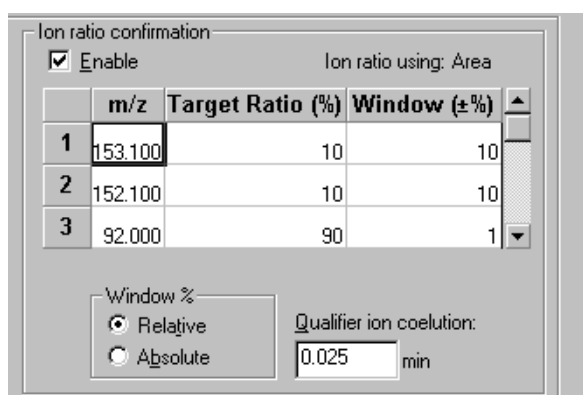 Ion ratio confirmation
Enable Ion ratio using: Area
m/z Target Ratio (%) Window (±%)
1 153.100 10 10
2 152.100 10 10
3 92.000 90 1
Window %
Relative Qualifier ion coelution:
Absolute 0.025 min